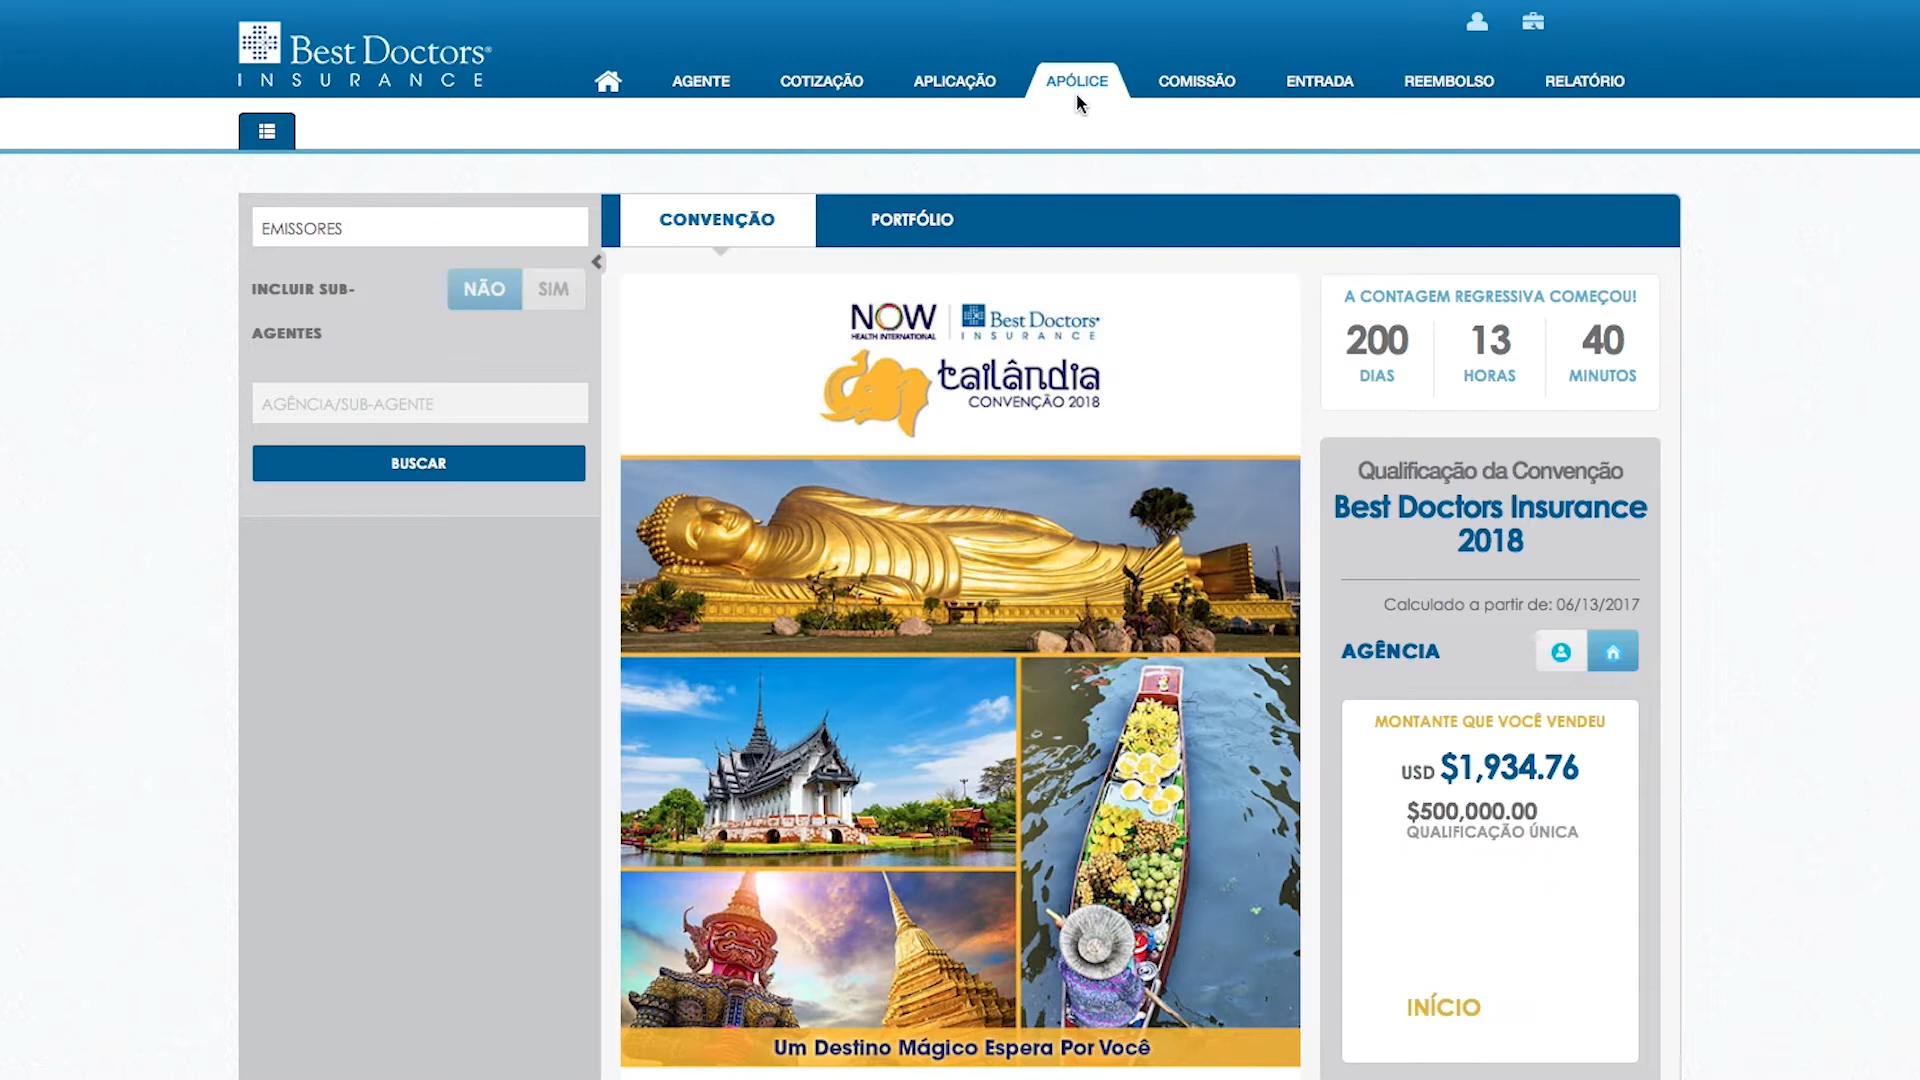 Best Doctors®
INSURANCE
AGENTE
COTIZAÇÃO
APLICAÇÃO
APÓLICE
COMISSÃO
ENTRADA
REEMBOLSO
RELATÓRIO
EMISSORES
INCLUIR SUB-
AGENTES
NÃO
SIM
AGÊNCIA/SUB-AGENTE
BUSCAR
CONVENÇÃO
PORTFÓLIO
NOW
HEALTH INTERNATIONAL
Best Doctors®
INSURANCE
tailândia
CONVENÇÃO 2018
Um Destino Mágico Espera Por Você
A CONTAGEM REGRESSIVA COMEÇOU!
200 13 40
DIAS HORAS MINUTOS
Qualificação da Convenção
Best Doctors Insurance
2018
Calculado a partir de: 06/13/2017
AGÊNCIA
MONTANTE QUE VOCÊ VENDEU
USD $1,934.76
$500,000.00
QUALIFICAÇÃO ÚNICA
INÍCIO